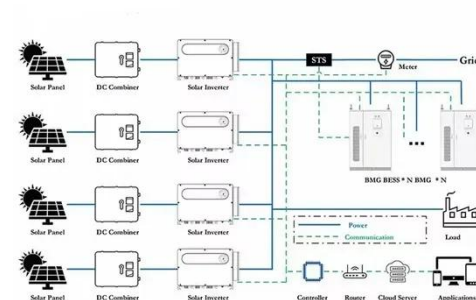 STS
Meter
Grid
Solar Panel DC Combiner Solar Inverter
Solar Panel DC Combiner Solar Inverter
BMG BESS * N BMG * N
Solar Panel DC Combiner Solar Inverter
Power
Communication
Load
Solar Panel DC Combiner Solar Inverter
Controller Router Cloud Server Application